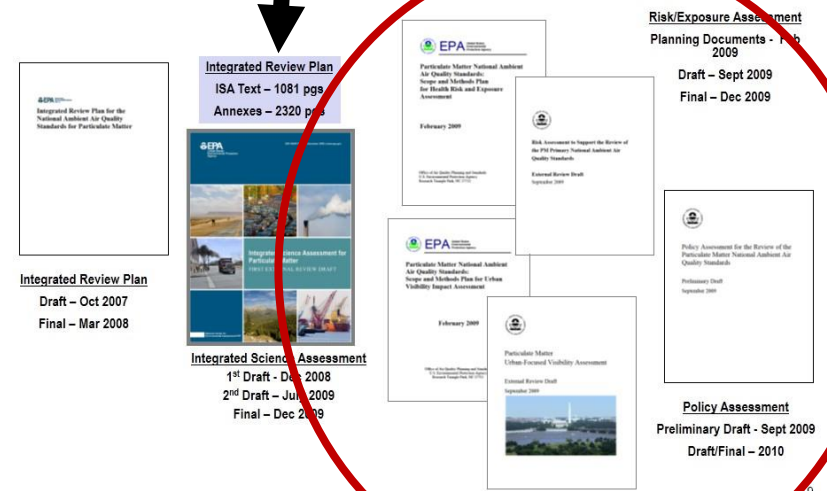 EPA
Integrated Review Plan for the
National Ambient Air Quality
Standards for Particulate Matter
Integrated Review Plan
Draft – Oct 2007
Final – Mar 2008
Integrated Review Plan
ISA Text – 1081 pgs
Annexes – 2320 pgs
EPA
Integrated Science Assessment for
Particulate Matter
FIRST EXTERNAL REVIEW DRAFT
Integrated Science Assessment
1st Draft - Dec 2008
2nd Draft – July 2009
Final – Dec 2009
EPA
Particulate Matter National Ambient
Air Quality Standards:
Scope and Methods Plan
for Health Risk and Exposure
Assessment
February 2009
Risk Assessment to Support the Review of
the PM Primary National Ambient Air
Quality Standards
External Review Draft
September 2009
EPA
Particulate Matter National Ambient
Air Quality Standards:
Scope and Methods Plan for Urban
Visibility Impact Assessment
February 2009
Particulate Matter
Urban-Focused Visibility Assessment
External Review Draft
September 2009
Risk/Exposure Assessment
Planning Documents - Feb
2009
Draft – Sept 2009
Final – Dec 2009
Policy Assessment for the Review of the
Particulate Matter National Ambient Air
Quality Standards
Preliminary Draft
September 2009
Policy Assessment
Preliminary Draft - Sept 2009
Draft/Final – 2010